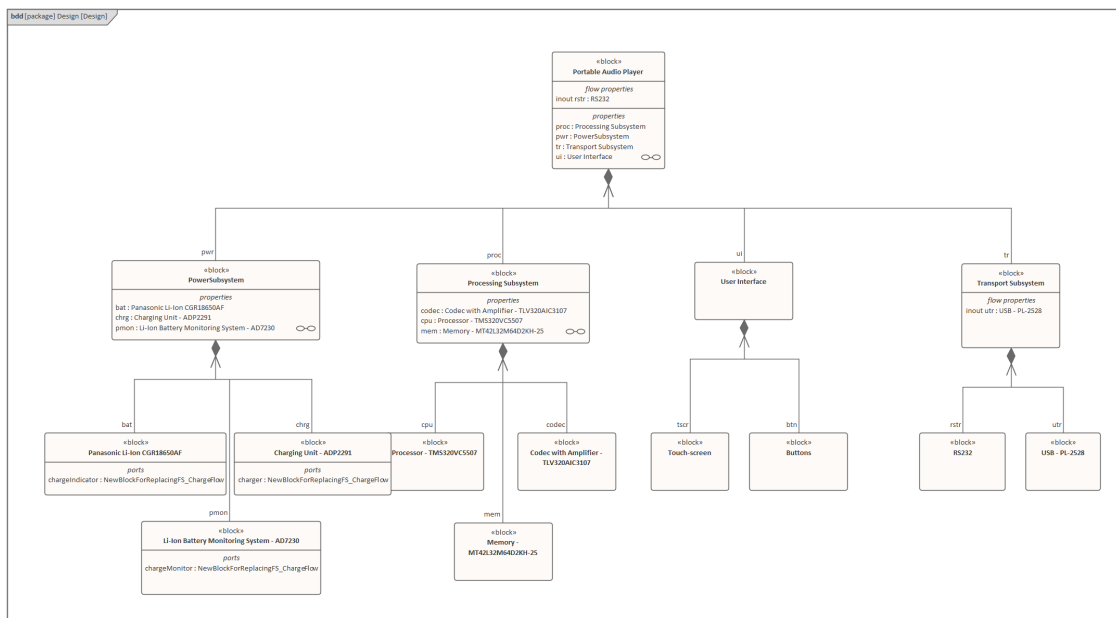 bdd [package] Design [Design]
«block»
Portable Audio Player
flow properties
inout rstr : RS232
properties
proc : Processing Subsystem
pwr : PowerSubsystem
tr : Transport Subsystem
ui : User Interface
pwr
proc
ui
tr
«block»
PowerSubsystem
properties
bat : Panasonic Li-Ion CGR18650AF
chrg : Charging Unit - ADP2291
pmon : Li-Ion Battery Monitoring System - AD7230
«block»
Processing Subsystem
properties
codec : Codec with Amplifier - TLV320AIC3107
cpu : Processor - TMS320VC5507
mem : Memory - MT42L32M64D2KH-25
«block»
User Interface
«block»
Transport Subsystem
flow properties
inout utr : USB - PL-2528
bat
chrg
cpu
codec
tscr
btn
rstr
utr
«block»
Panasonic Li-Ion CGR18650AF
ports
chargeIndicator : NewBlockForReplacingFS_ChargeFlow
«block»
Charging Unit - ADP2291
ports
charger : NewBlockForReplacingFS_ChargeFlow
«block»
Processor - TMS320VC5507
«block»
Codec with Amplifier -
TLV320AIC3107
«block»
Touch-screen
«block»
Buttons
«block»
RS232
«block»
USB - PL-2528
pmon
mem
«block»
Li-Ion Battery Monitoring System - AD7230
ports
chargeMonitor : NewBlockForReplacingFS_ChargeFlow
«block»
Memory -
MT42L32M64D2KH-25